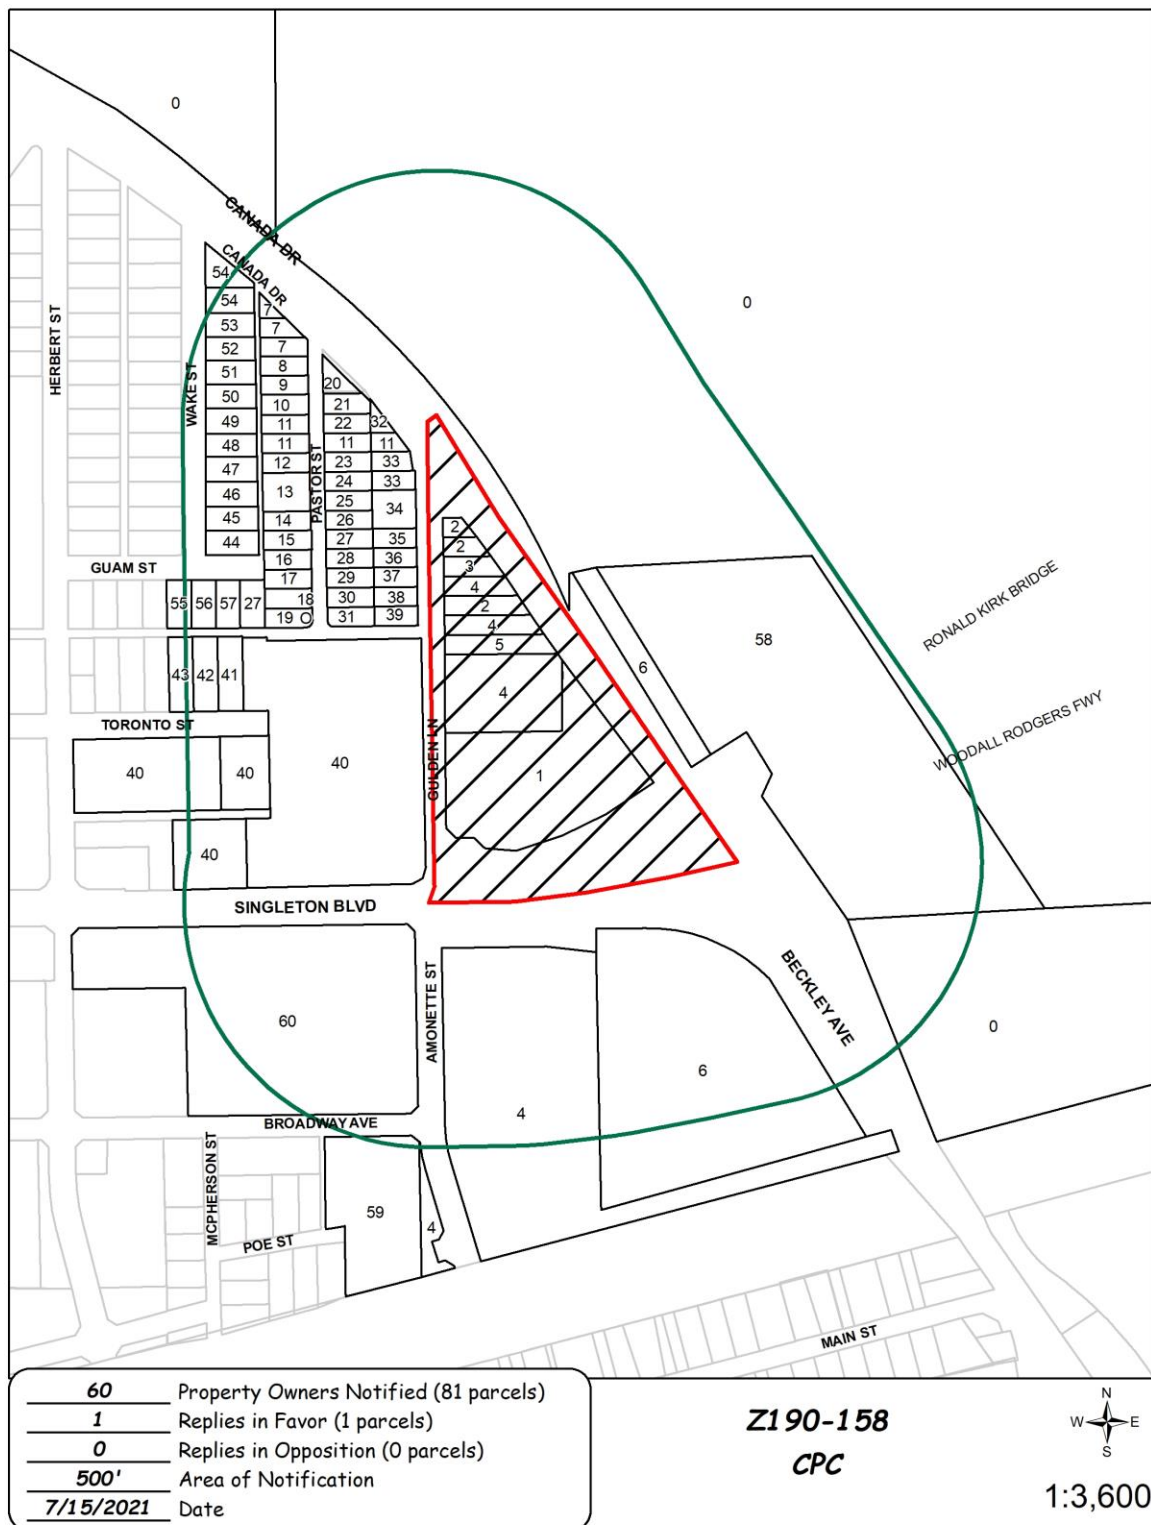 0
CANADA DR
CANADA DR
0
54
54
7
53
7
52
7
51
8
20
50
9
21
49
10
22
32
48
11
11
11
47
11
23
33
46
12
24
33
45
13
25
34
44
14
26
2
15
27
35
2
16
28
36
3
17
29
37
4
18
30
38
2
19
O
31
39
4
5
HERBERT ST
WAKE ST
PASTOR ST
GUAM ST
55
56
57
27
43
42
41
6
58
RONALD KIRK BRIDGE
4
TORONTO ST
GULDEN LN
WOODALL RODGERS FWY
40
40
40
1
40
SINGLETON BLVD
AMONETTE ST
BECKLEY AVE
60
0
6
4
BROADWAY AVE
MCPHERSON ST
59
4
POE ST
MAIN ST
60 Property Owners Notified (81 parcels)
1 Replies in Favor (1 parcels)
0 Replies in Opposition (0 parcels)
500' Area of Notification
7/15/2021 Date
Z190-158
CPC
N
W E
S
1:3,600